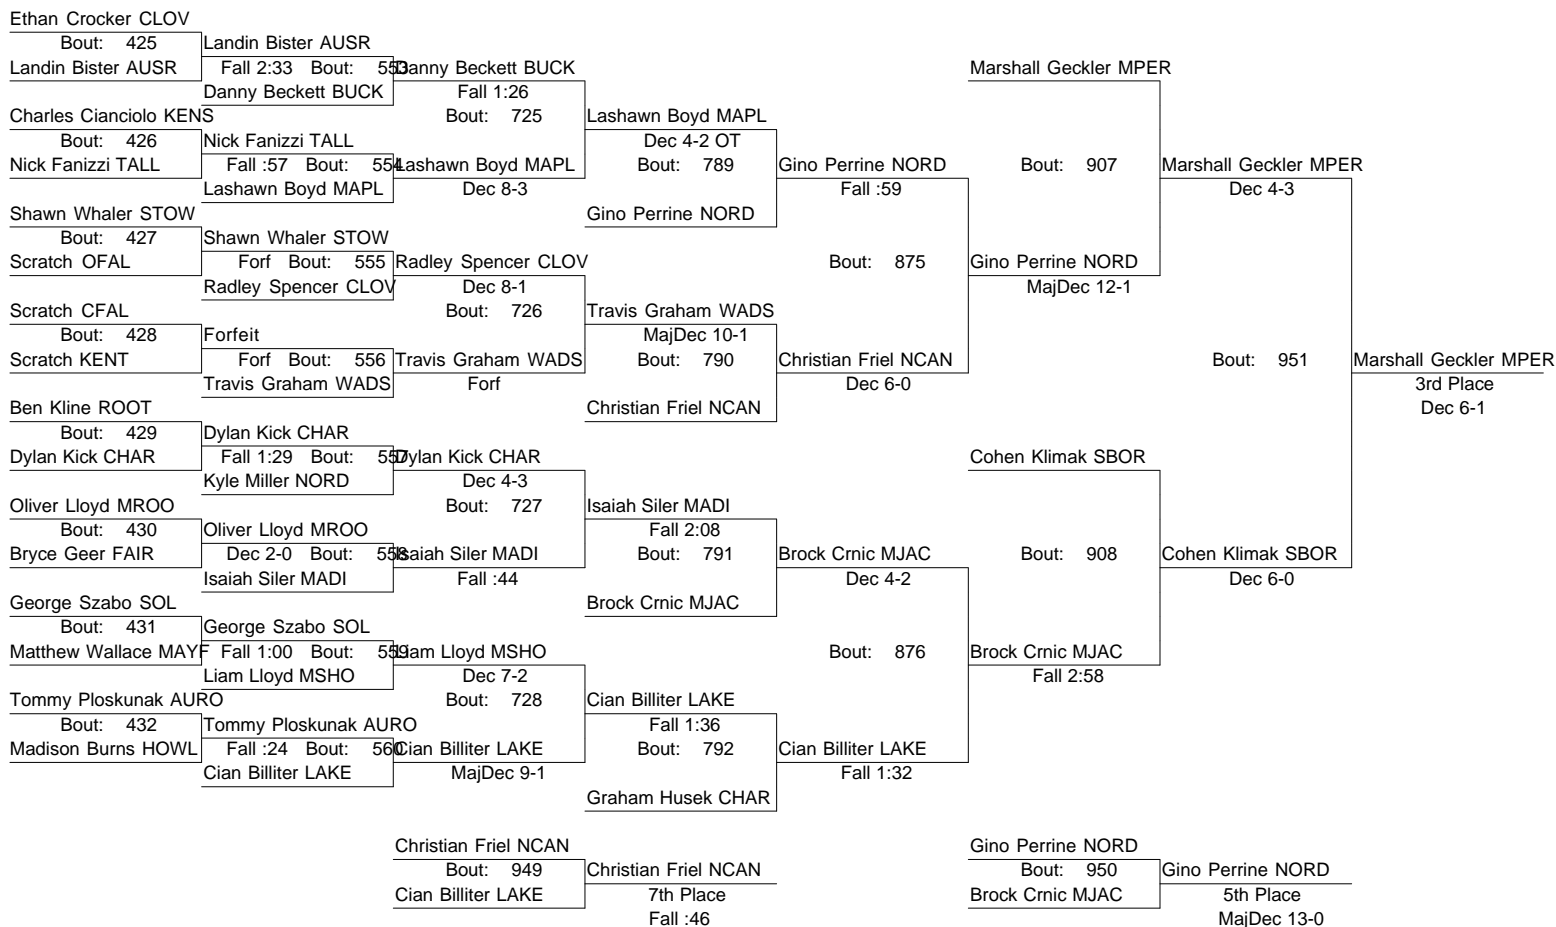 Ethan Crocker CLOV
Bout: 425 Landin Bister AUSR
Landin Bister AUSR Fall 2:33 Bout: 553 Danny Beckett BUCK Marshall Geckler MPER
Danny Beckett BUCK Fall 1:26
Charles Cianciolo KENS Bout: 725 Lashawn Boyd MAPL
Bout: 426 Nick Fanizzi TALL Dec 4-2 OT
Nick Fanizzi TALL Fall :57 Bout: 554 Lashawn Boyd MAPL Bout: 789 Gino Perrine NORD Bout: 907 Marshall Geckler MPER
Lashawn Boyd MAPL Dec 8-3 Fall :59 Dec 4-3
Shawn Whaler STOW Gino Perrine NORD
Bout: 427 Shawn Whaler STOW
Scratch OFAL Forf Bout: 555 Radley Spencer CLOV Bout: 875 Gino Perrine NORD
Radley Spencer CLOV Dec 8-1 MajDec 12-1
Scratch CFAL Bout: 726 Travis Graham WADS
Bout: 428 Forfeit MajDec 10-1
Scratch KENT Forf Bout: 556 Travis Graham WADS Bout: 790 Christian Friel NCAN Bout: 951 Marshall Geckler MPER
Travis Graham WADS Forf Dec 6-0 3rd Place
Ben Kline ROOT Christian Friel NCAN Dec 6-1
Bout: 429 Dylan Kick CHAR
Dylan Kick CHAR Fall 1:29 Bout: 557 Dylan Kick CHAR Cohen Klimak SBOR
Kyle Miller NORD Dec 4-3
Oliver Lloyd MROO Bout: 727 Isaiah Siler MADI
Bout: 430 Oliver Lloyd MROO Fall 2:08
Bryce Geer FAIR Dec 2-0 Bout: 558 Isaiah Siler MADI Bout: 791 Brock Crnic MJAC Bout: 908 Cohen Klimak SBOR
Isaiah Siler MADI Fall :44 Dec 4-2 Dec 6-0
George Szabo SOL Brock Crnic MJAC
Bout: 431 George Szabo SOL
Matthew Wallace MAYF Fall 1:00 Bout: 559 Liam Lloyd MSHO Bout: 876 Brock Crnic MJAC
Liam Lloyd MSHO Dec 7-2 Fall 2:58
Tommy Ploskunak AURO Bout: 728 Cian Billiter LAKE
Bout: 432 Tommy Ploskunak AURO Fall 1:36
Madison Burns HOWL Fall :24 Bout: 560 Cian Billiter LAKE Bout: 792 Cian Billiter LAKE
Cian Billiter LAKE MajDec 9-1 Fall 1:32
Graham Husek CHAR
Christian Friel NCAN Gino Perrine NORD
Bout: 949 Christian Friel NCAN Bout: 950 Gino Perrine NORD
Cian Billiter LAKE 7th Place Brock Crnic MJAC 5th Place
Fall :46 MajDec 13-0